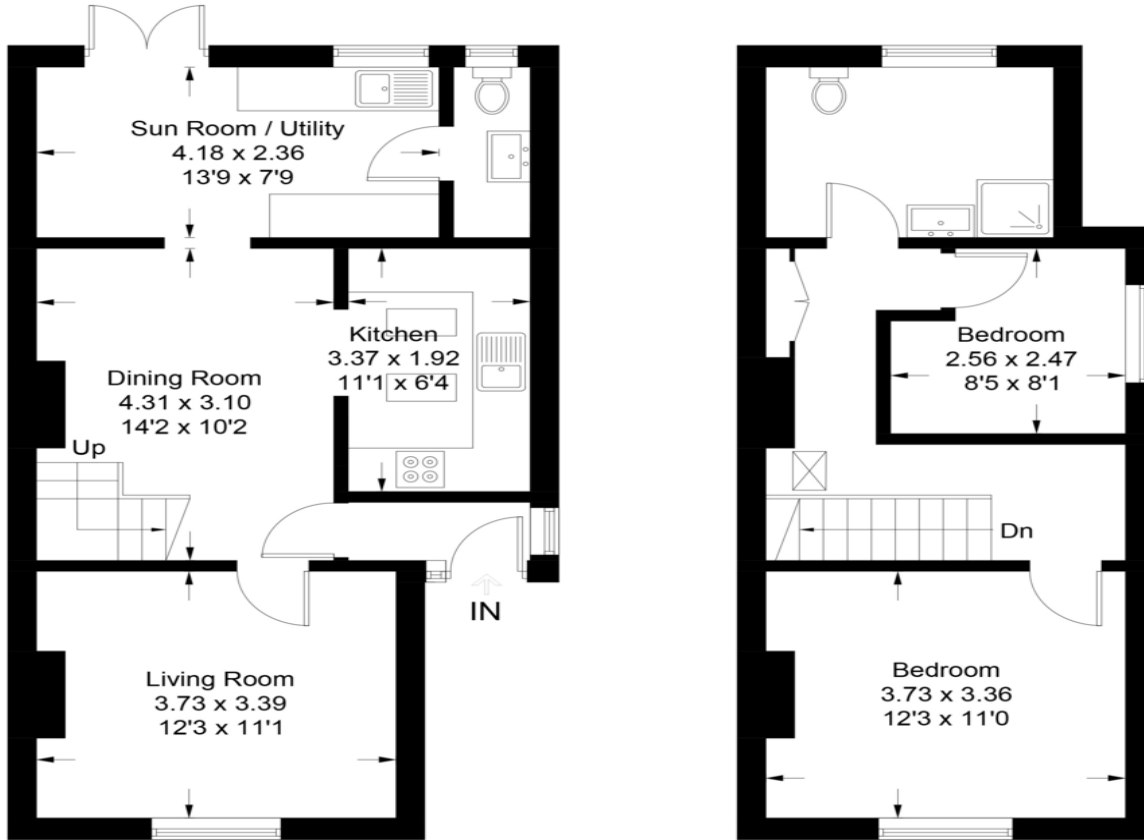 Sun Room / Utility
4.18 x 2.36
13'9 x 7'9
Kitchen
3.37 x 1.92
11'1 x 6'4
Dining Room
4.31 x 3.10
14'2 x 10'2
Up
IN
Living Room
3.73 x 3.39
12'3 x 11'1
Bedroom
2.56 x 2.47
8'5 x 8'1
Dn
Bedroom
3.73 x 3.36
12'3 x 11'0